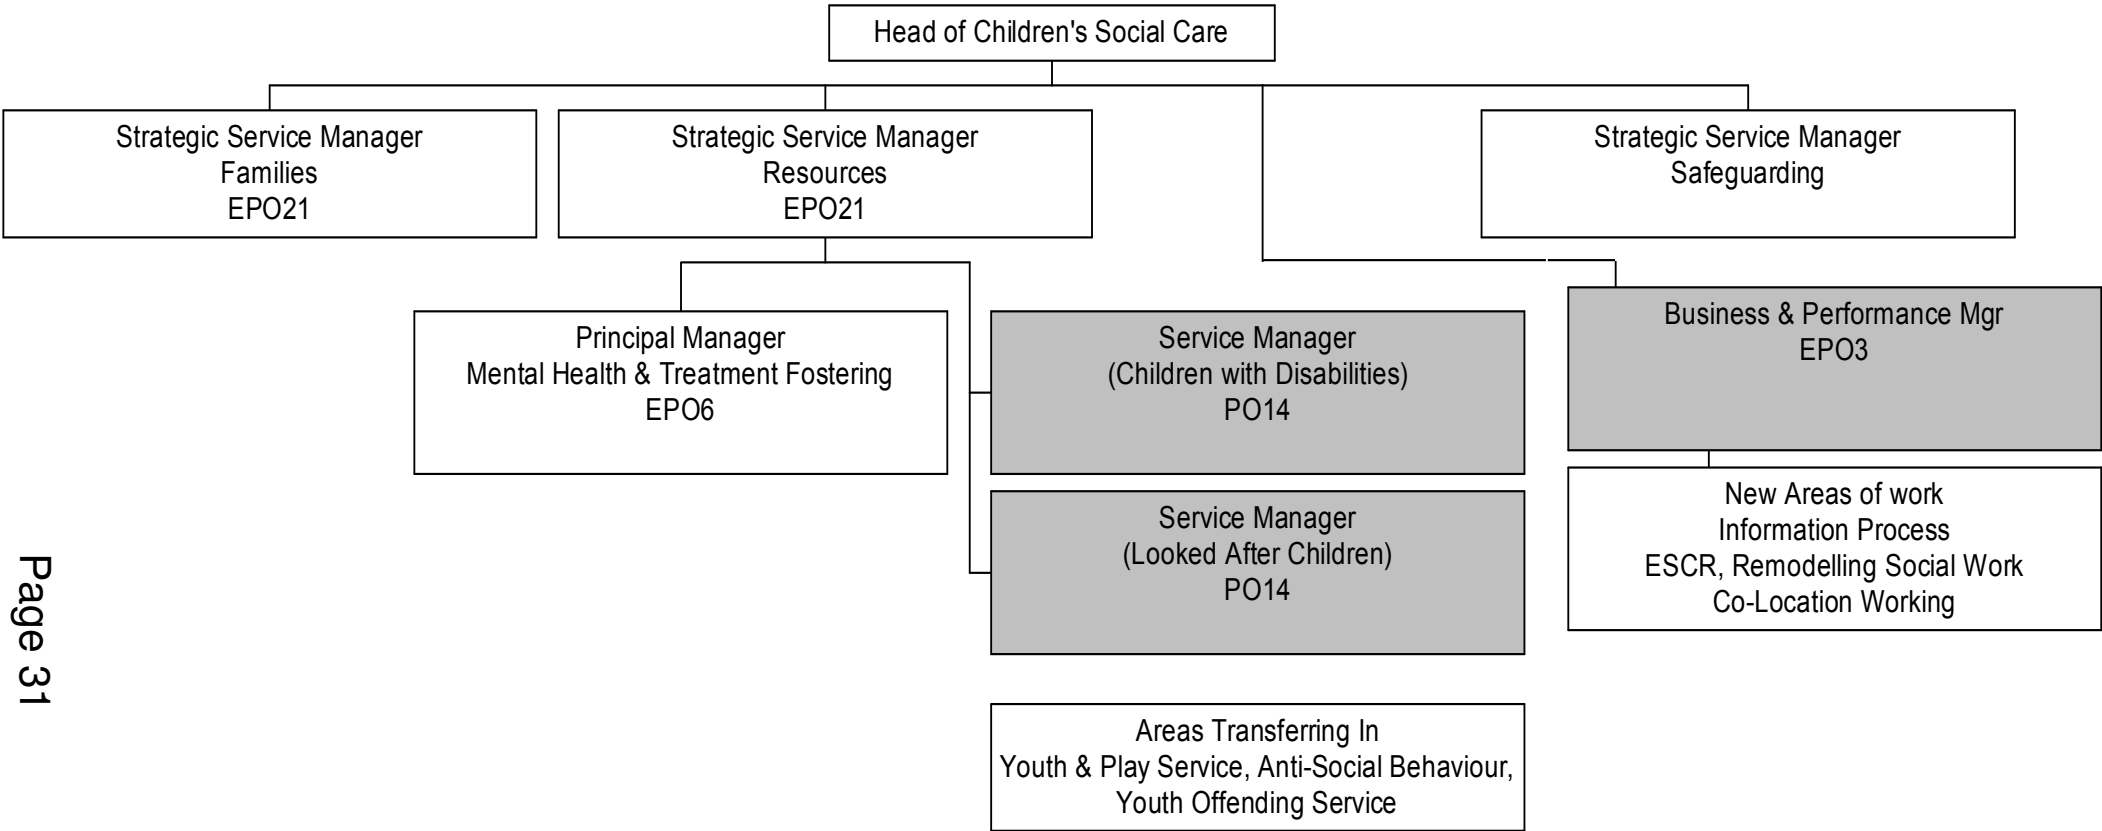 Head of Children's Social Care
Strategic Service Manager
Families
EPO21
Strategic Service Manager
Resources
EPO21
Strategic Service Manager
Safeguarding
Principal Manager
Mental Health & Treatment Fostering
EPO6
Service Manager
(Children with Disabilities)
PO14
Business & Performance Mgr
EPO3
Service Manager
(Looked After Children)
PO14
New Areas of work
Information Process
ESCR, Remodelling Social Work
Co-Location Working
Areas Transferring In
Youth & Play Service, Anti-Social Behaviour,
Youth Offending Service
Page 31